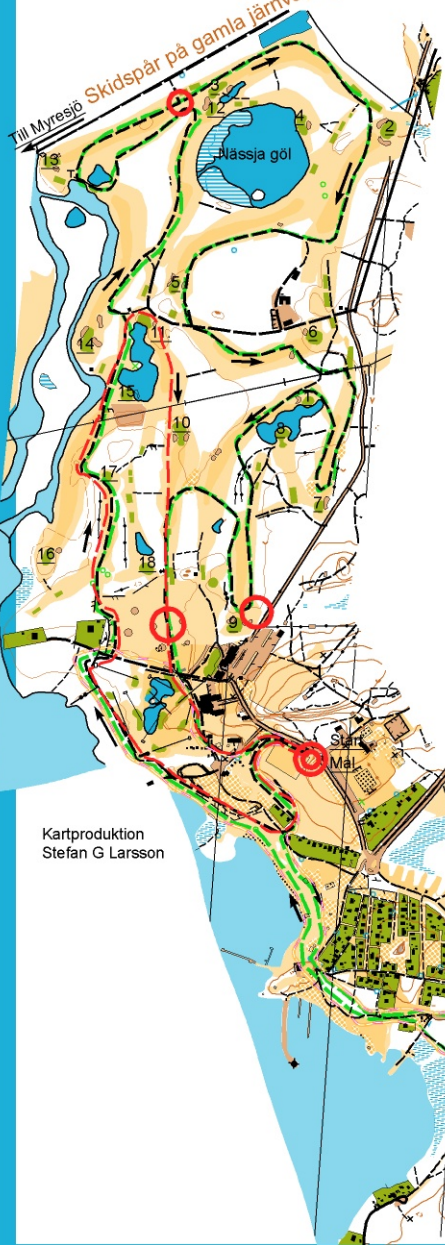 Skidspår på gamla järnv
Till Myresjö
3
12
4
2
13
Nässja göl
5
6
14
11
15
10
1
8
7
17
16
18
9
Start
Mål
Kartproduktion
Stefan G Larsson